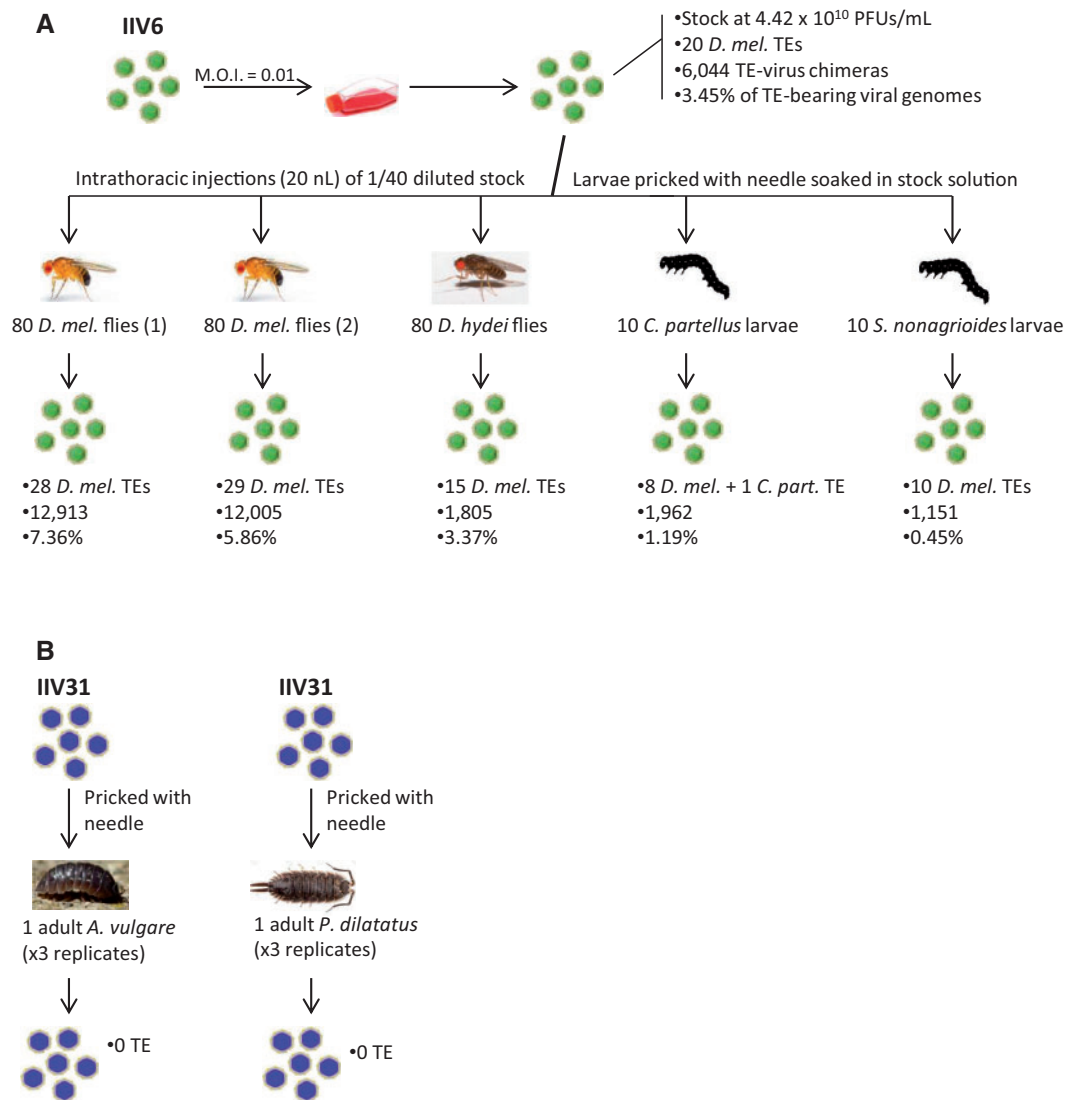 A
IIV6
M.O.I. = 0.01
•Stock at 4.42 x 10¹⁰ PFUs/mL
•20 D. mel. TEs
•6,044 TE-virus chimeras
•3.45% of TE-bearing viral genomes
Intrathoracic injections (20 nL) of 1/40 diluted stock
Larvae pricked with needle soaked in stock solution
80 D. mel. flies (1)
80 D. mel. flies (2)
80 D. hydei flies
10 C. partellus larvae
10 S. nonagrioides larvae
•28 D. mel. TEs
•12,913
•7.36%
•29 D. mel. TEs
•12,005
•5.86%
•15 D. mel. TEs
•1,805
•3.37%
•8 D. mel. + 1 C. part. TE
•1,962
•1.19%
•10 D. mel. TEs
•1,151
•0.45%
B
IIV31
Pricked with
needle
1 adult A. vulgare
(x3 replicates)
•0 TE
IIV31
Pricked with
needle
1 adult P. dilatatus
(x3 replicates)
•0 TE